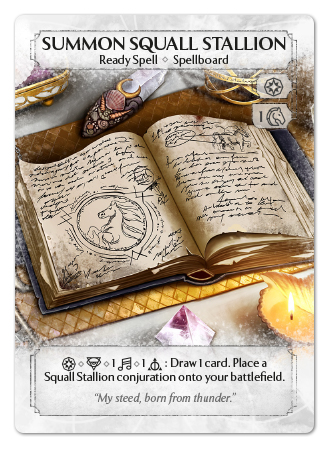 SUMMON SQUALL STALLION
Ready Spell ⋄ Spellboard
1
⋄ ⋄ 1 ⋄ 1 : Draw 1 card. Place a
Squall Stallion conjuration onto your battlefield.
“My steed, born from thunder.”